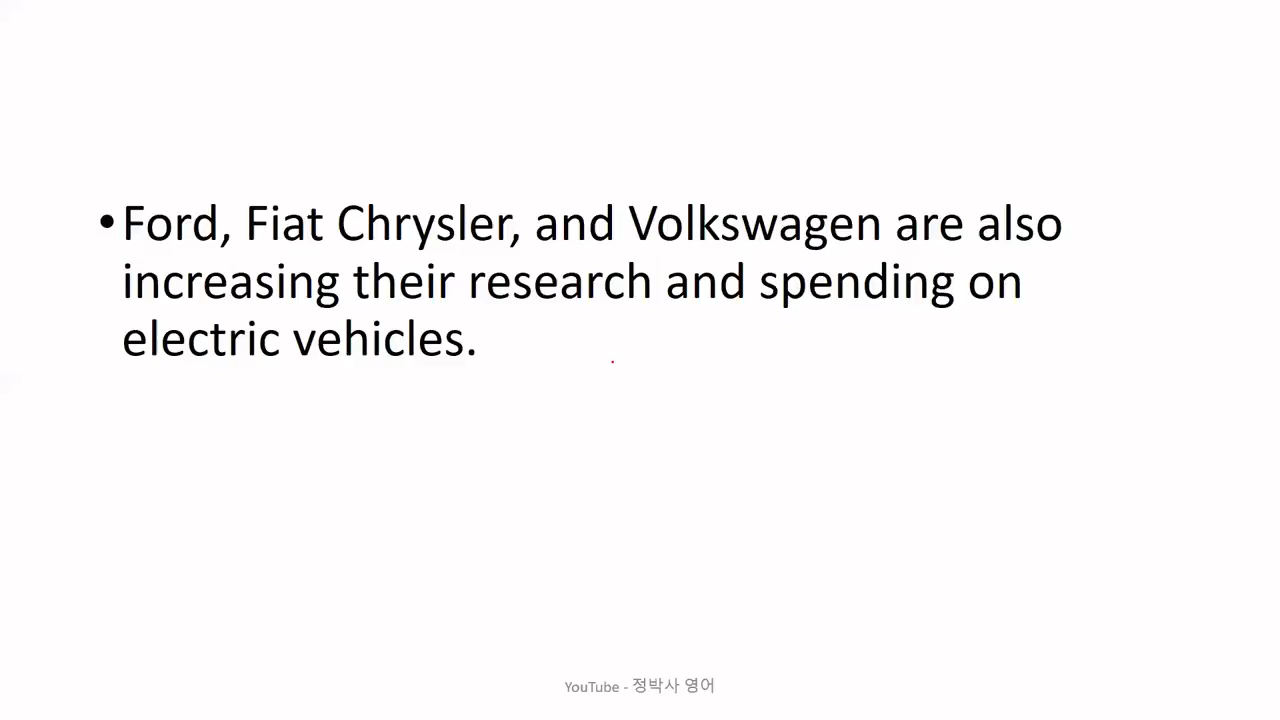 •Ford, Fiat Chrysler, and Volkswagen are also
increasing their research and spending on
electric vehicles.
YouTube - 정박사 영어